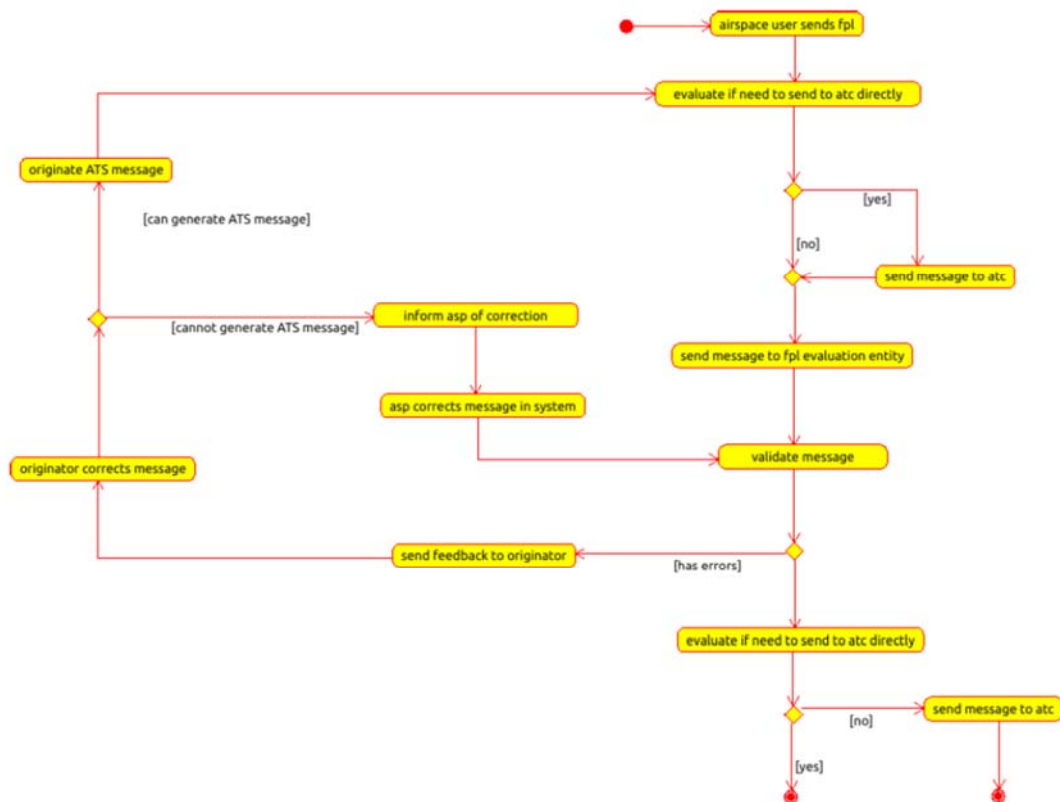 airspace user sends fpl
evaluate if need to send to atc directly
originate ATS message
[yes]
[can generate ATS message]
[no]
send message to atc
inform asp of correction
[cannot generate ATS message]
send message to fpl evaluation entity
asp corrects message in system
validate message
originator corrects message
send feedback to originator
[has errors]
evaluate if need to send to atc directly
send message to atc
[no]
[yes]